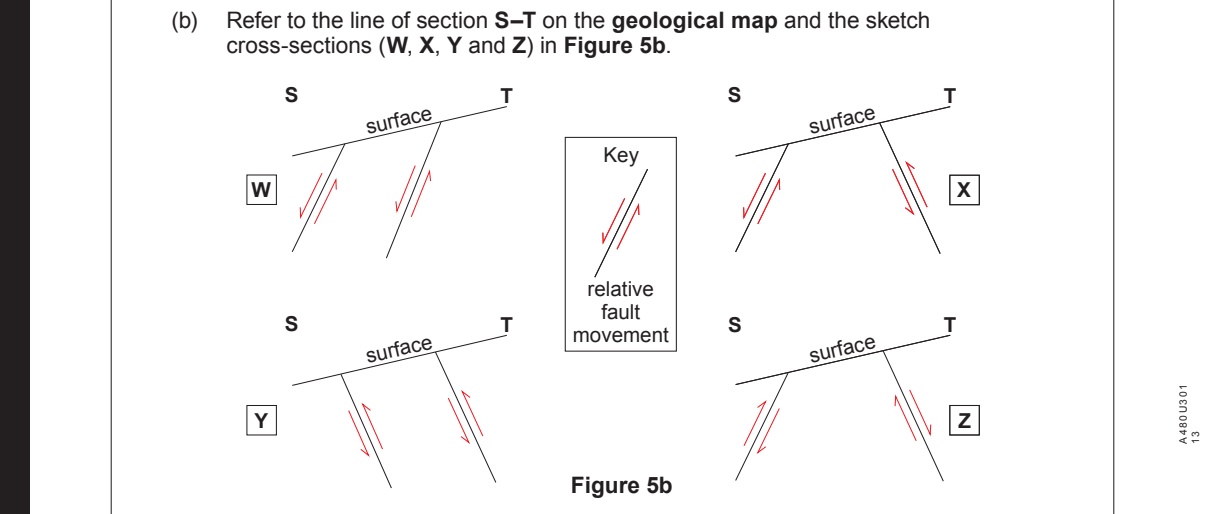 (b) Refer to the line of section S–T on the geological map and the sketch
cross-sections (W, X, Y and Z) in Figure 5b.
S T
surface
W
Key
relative
fault
movement
S T
surface
X
S T
surface
Y
S T
surface
Z
Figure 5b
A480U301
13